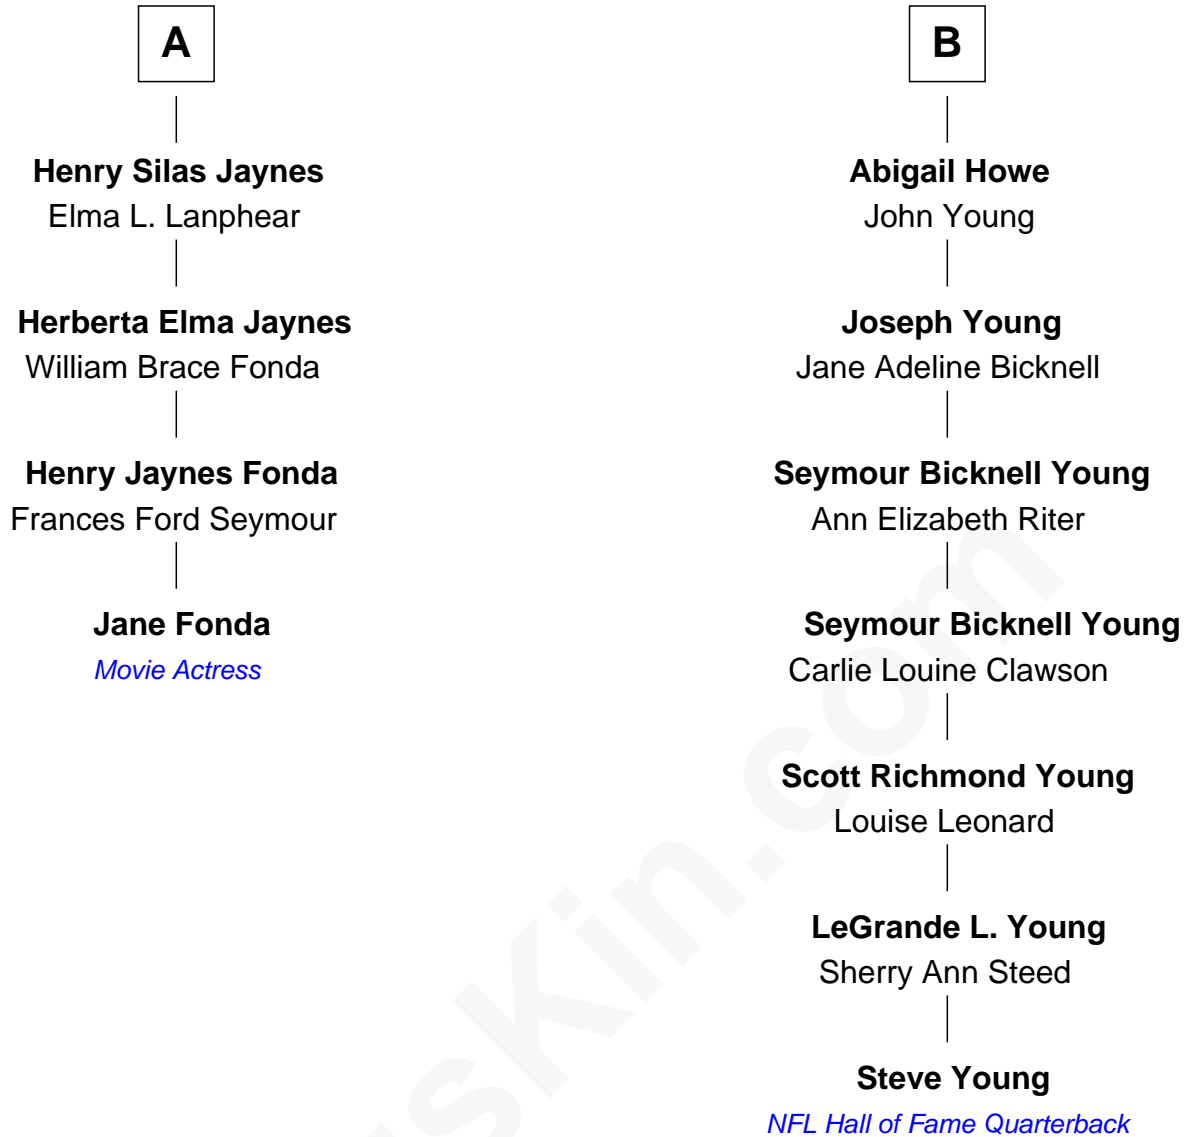 A
Henry Silas Jaynes
Elma L. Lanphear
Herberta Elma Jaynes
William Brace Fonda
Henry Jaynes Fonda
Frances Ford Seymour
Jane Fonda
Movie Actress
B
Abigail Howe
John Young
Joseph Young
Jane Adeline Bicknell
Seymour Bicknell Young
Ann Elizabeth Riter
Seymour Bicknell Young
Carlie Louine Clawson
Scott Richmond Young
Louise Leonard
LeGrande L. Young
Sherry Ann Steed
Steve Young
NFL Hall of Fame Quarterback
sKin.com